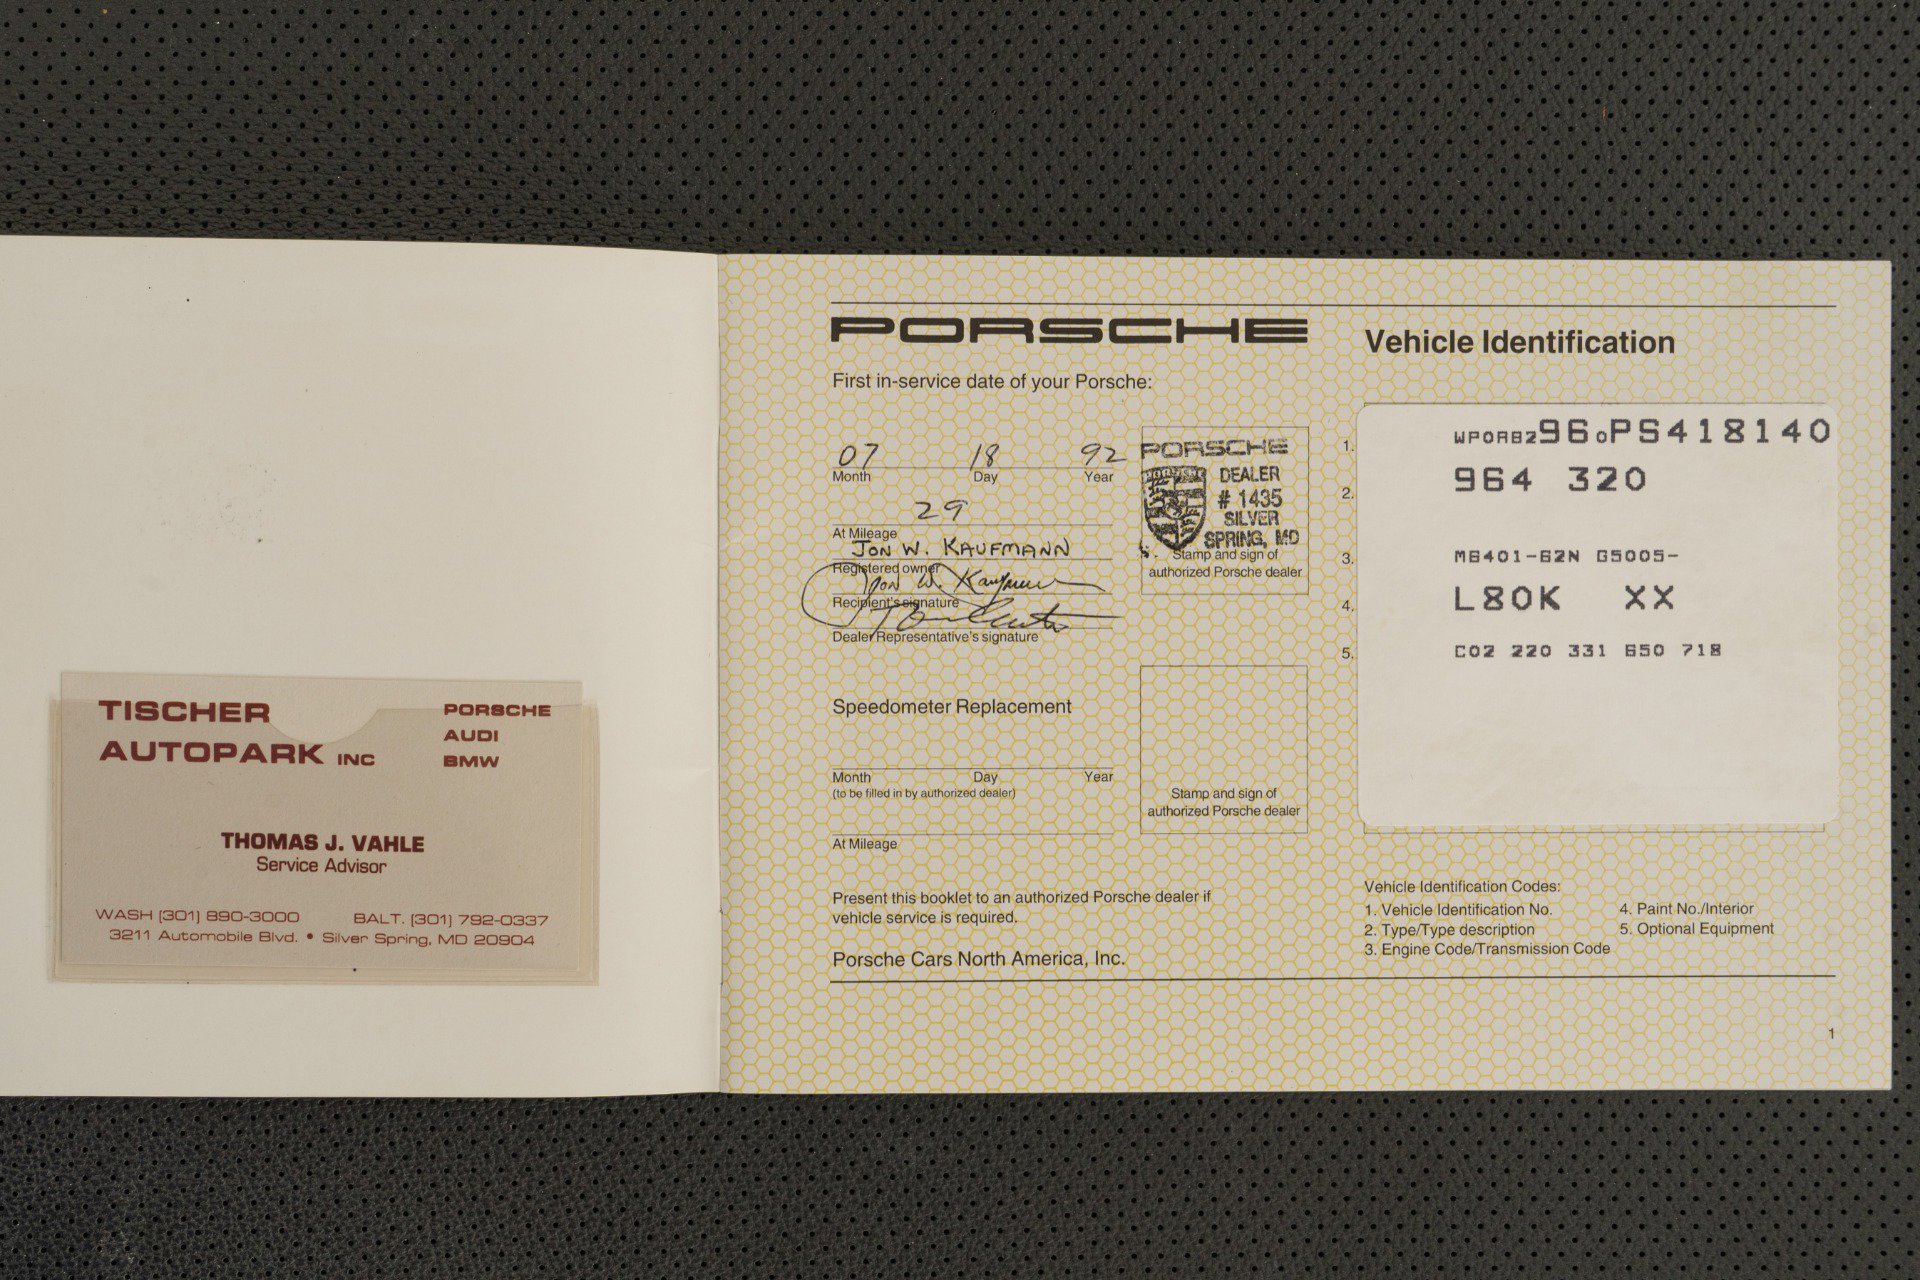 TISCHER
AUTOPARK INC
PORSCHE
AUDI
BMW
THOMAS J. VAHLE
Service Advisor
WASH (301) 890-3000 BALT. (301) 792-0337
3211 Automobile Blvd. • Silver Spring, MD 20904
PORSCHE
First in-service date of your Porsche:
07 18 92
Month Day Year
29
At Mileage
JON W. KAUFMANN
Registered owner
Jon W. Kaufmann
Recipient's signature
Dealer Representative's signature
PORSCHE
DEALER
# 1435
SILVER
SPRING, MD
Stamp and sign of
authorized Porsche dealer
Speedometer Replacement
Month Day Year
(to be filled in by authorized dealer)
At Mileage
Stamp and sign of
authorized Porsche dealer
Present this booklet to an authorized Porsche dealer if
vehicle service is required.
Porsche Cars North America, Inc.
Vehicle Identification
1. WP0AB2960PS418140
2. 964 320
3. M6401-62N G5005-
4. L80K XX
5. C02 220 331 650 718
Vehicle Identification Codes:
1. Vehicle Identification No.
2. Type/Type description
3. Engine Code/Transmission Code
4. Paint No./Interior
5. Optional Equipment
1